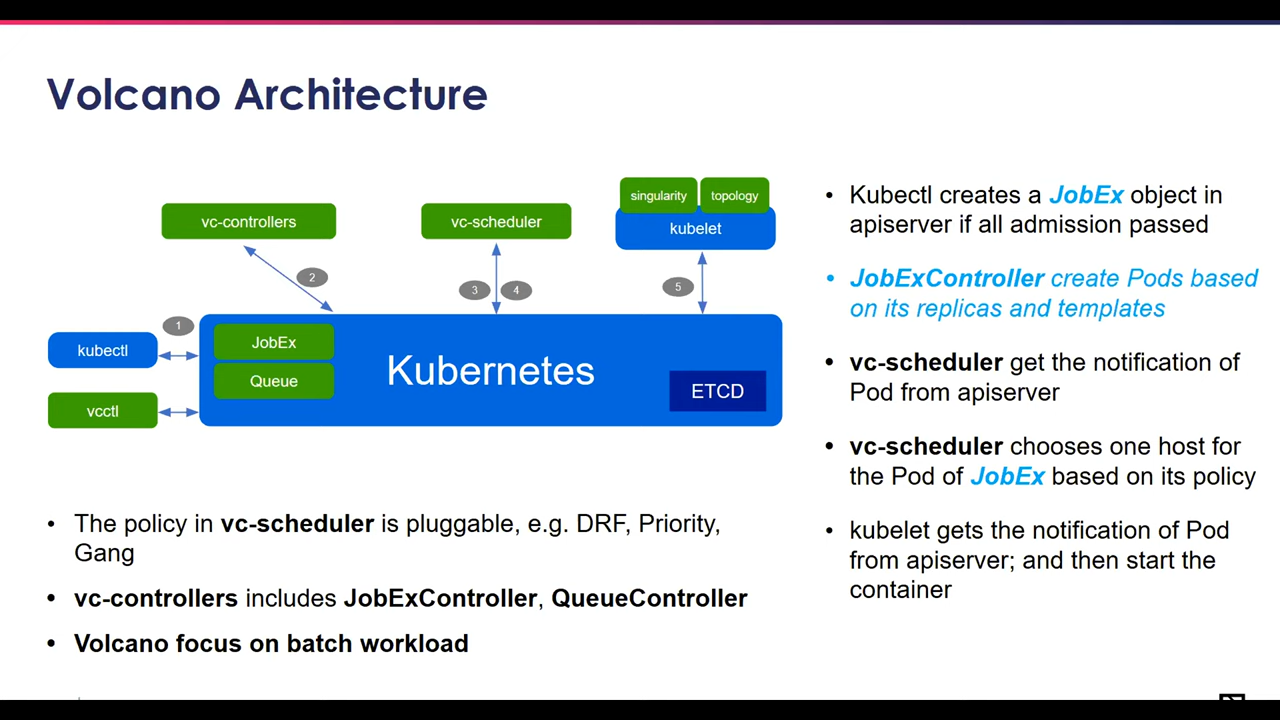 Volcano Architecture
singularity
topology
vc-controllers
vc-scheduler
kubelet
2
3
4
5
1
kubectl
JobEx
Kubernetes
Queue
ETCD
vcctl
• The policy in vc-scheduler is pluggable, e.g. DRF, Priority,
Gang
• vc-controllers includes JobExController, QueueController
• Volcano focus on batch workload
• Kubectl creates a JobEx object in
apiserver if all admission passed
• JobExController create Pods based
on its replicas and templates
• vc-scheduler get the notification of
Pod from apiserver
• vc-scheduler chooses one host for
the Pod of JobEx based on its policy
• kubelet gets the notification of Pod
from apiserver; and then start the
container